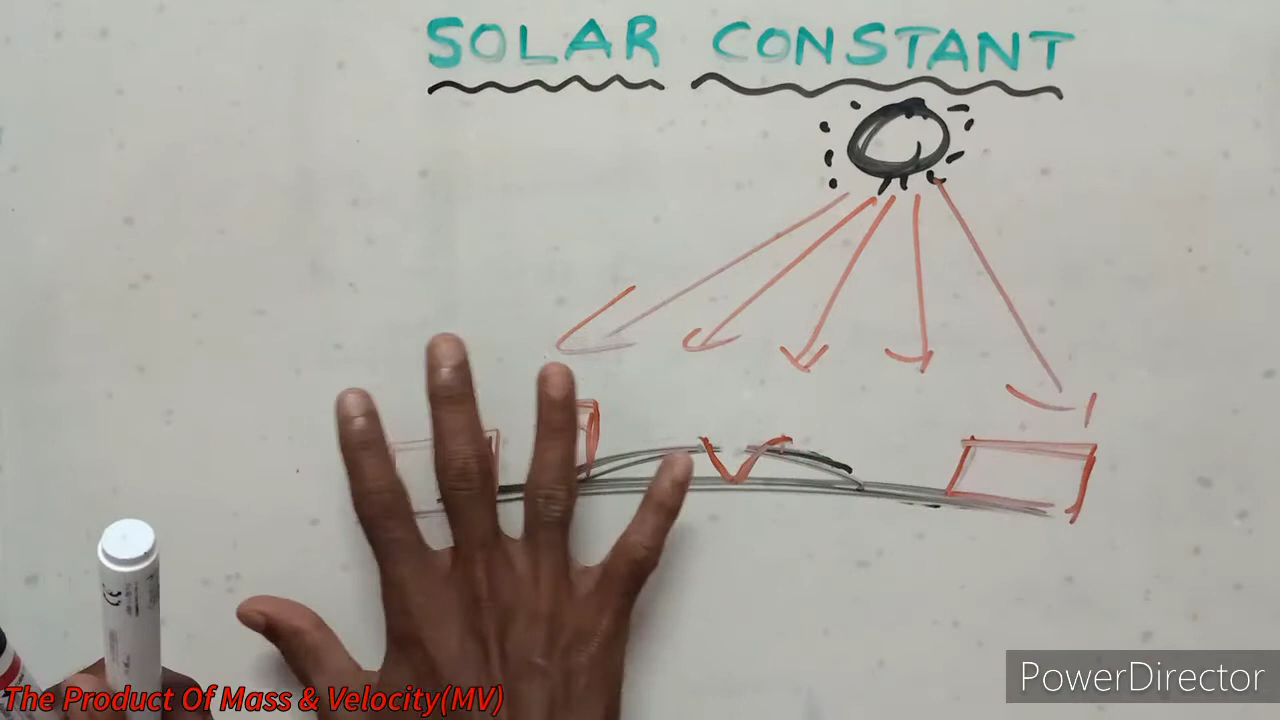 SOLAR CONSTANT
PowerDirector
The Product Of Mass & Velocity(MV)